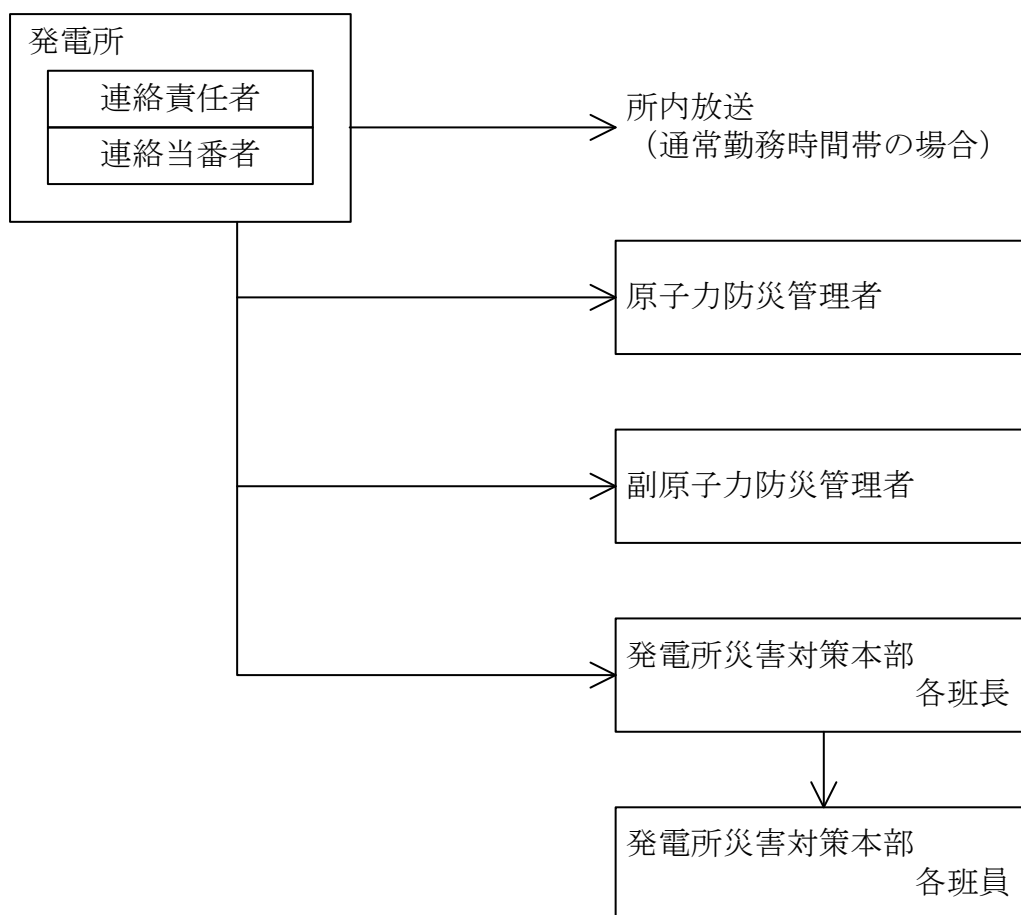 発電所
連絡責任者
連絡当番者
所内放送
（通常勤務時間帯の場合）
原子力防災管理者
副原子力防災管理者
発電所災害対策本部
各班長
発電所災害対策本部
各班員